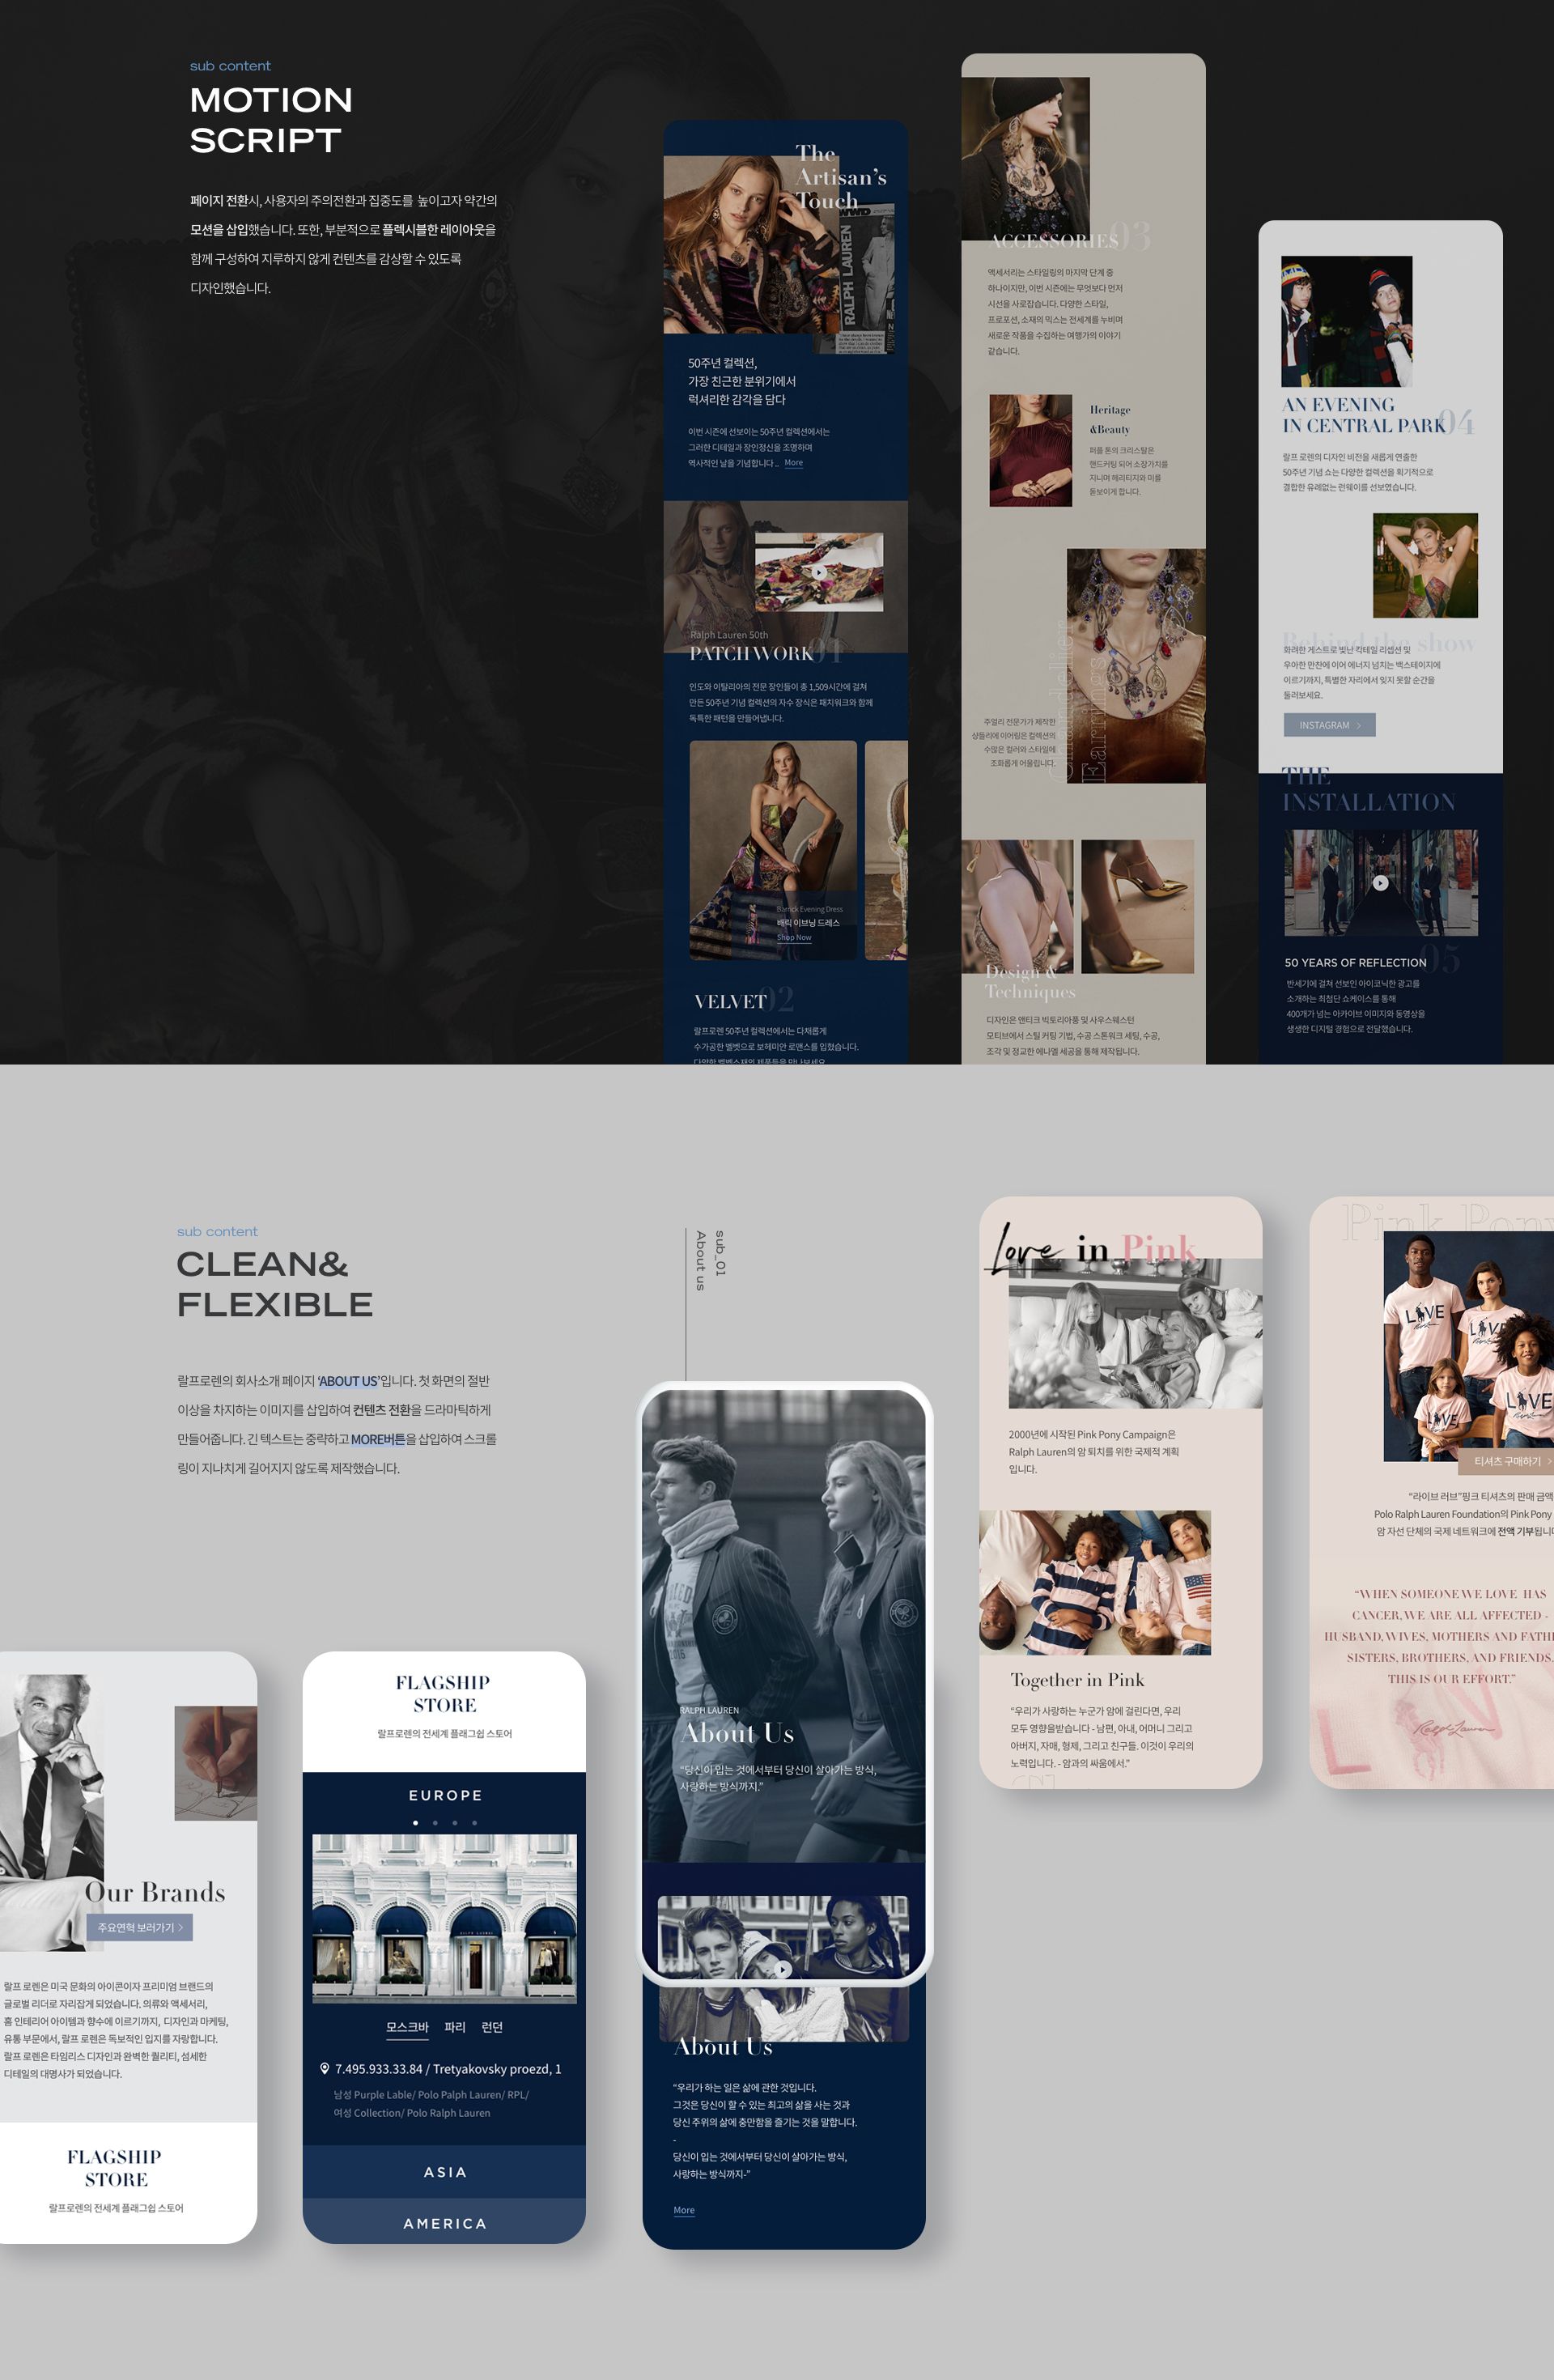 sub content
MOTION
SCRIPT
페이지 전환시, 사용자의 주의전환과 집중도를 높이고자 약간의
모션을 삽입했습니다. 또한, 부분적으로 플렉시블한 레이아웃을
함께 구성하여 지루하지 않게 컨텐츠를 감상할 수 있도록
디자인했습니다.
The
Artisan's
Touch
RALPH LAUREN
50주년 컬렉션,
가장 친근한 분위기에서
럭셔리한 감각을 담다
이번 시즌에 선보이는 50주년 컬렉션에서는
그러한 디테일과 장인정신을 조명하며
역사적인 날을 기념합니다 .. More
Ralph Lauren 50th
PATCH WORK 01
인도와 이탈리아의 전문 장인들이 총 1,509시간에 걸쳐
만든 50주년 기념 컬렉션의 자수 장식은 패치워크와 함께
독특한 패턴을 만들어냅니다.
Barrick Evening Dress
배릭 이브닝 드레스
Shop Now
VELVET 02
랄프로렌 50주년 컬렉션에서는 다채롭게
수가공한 벨벳으로 보헤미안 로맨스를 입혔습니다.
다양한 벨벳소재의 제품들을 만나보세요
ACCESSORIES 03
액세서리는 스타일링의 마지막 단계 중
하나이지만, 이번 시즌에는 무엇보다 먼저
시선을 사로잡습니다. 다양한 스타일,
프로포션, 소재의 믹스는 전세계를 누비며
새로운 작품을 수집하는 여행가의 이야기
같습니다.
Heritage
&Beauty
퍼플 톤의 크리스탈은
핸드커팅 되어 소장가치를
지니며 헤리티지와 미를
돋보이게 합니다.
Chandelier
Earrings
주얼리 전문가가 제작한
샹들리에 이어링은 컬렉션의
수많은 컬러와 스타일에
조화롭게 어울립니다.
Design &
Techniques
디자인은 앤티크 빅토리아풍 및 사우스웨스턴
모티브에서 스틸 커팅 기법, 수공 스톤워크 세팅, 수공,
조각 및 정교한 에나멜 세공을 통해 제작됩니다.
AN EVENING
IN CENTRAL PARK 04
랄프 로렌의 디자인 비전을 새롭게 연출한
50주년 기념 쇼는 다양한 컬렉션을 획기적으로
결합한 유례없는 런웨이를 선보였습니다.
Behind the show
화려한 게스트로 빛난 칵테일 리셉션 및
우아한 만찬에 이어 에너지 넘치는 백스테이지에
이르기까지, 특별한 자리에서 잊지 못할 순간을
둘러보세요.
INSTAGRAM >
THE
INSTALLATION
50 YEARS OF REFLECTION 05
반세기에 걸쳐 선보인 아이코닉한 광고를
소개하는 최첨단 쇼케이스를 통해
400개가 넘는 아카이브 이미지와 동영상을
생생한 디지털 경험으로 전달했습니다.
sub content
CLEAN&
FLEXIBLE
랄프로렌의 회사소개 페이지 'ABOUT US'입니다. 첫 화면의 절반
이상을 차지하는 이미지를 삽입하여 컨텐츠 전환을 드라마틱하게
만들어줍니다. 긴 텍스트는 중략하고 MORE버튼을 삽입하여 스크롤
링이 지나치게 길어지지 않도록 제작했습니다.
sub_01
About us
Our Brands
주요연혁 보러가기 >
랄프 로렌은 미국 문화의 아이콘이자 프리미엄 브랜드의
글로벌 리더로 자리잡게 되었습니다. 의류와 액세서리,
홈 인테리어 아이템과 향수에 이르기까지, 디자인과 마케팅,
유통 부문에서, 랄프 로렌은 독보적인 입지를 자랑합니다.
랄프 로렌은 타임리스 디자인과 완벽한 퀄리티, 섬세한
디테일의 대명사가 되었습니다.
FLAGSHIP
STORE
랄프로렌의 전세계 플래그쉽 스토어
FLAGSHIP
STORE
랄프로렌의 전세계 플래그쉽 스토어
EUROPE
모스크바 파리 런던
7.495.933.33.84 / Tretyakovsky proezd, 1
남성 Purple Lable/ Polo Palph Lauren/ RPL/
여성 Collection/ Polo Ralph Lauren
ASIA
AMERICA
RALPH LAUREN
About Us
"당신이 입는 것에서부터 당신이 살아가는 방식,
사랑하는 방식까지."
About Us
"우리가 하는 일은 삶에 관한 것입니다.
그것은 당신이 할 수 있는 최고의 삶을 사는 것과
당신 주위의 삶에 충만함을 즐기는 것을 말합니다.
-
당신이 입는 것에서부터 당신이 살아가는 방식,
사랑하는 방식까지-"
More
Love in Pink
2000년에 시작된 Pink Pony Campaign은
Ralph Lauren의 암 퇴치를 위한 국제적 계획
입니다.
Together in Pink
"우리가 사랑하는 누군가 암에 걸린다면, 우리
모두 영향을받습니다 - 남편, 아내, 어머니 그리고
아버지, 자매, 형제, 그리고 친구들. 이것이 우리의
노력입니다. - 암과의 싸움에서."
Pink Pony
LOVE
LOVE
LOVE
LOVE
티셔츠 구매하기 >
"라이브 러브"핑크 티셔츠의 판매 금액
Polo Ralph Lauren Foundation의 Pink Pony
암 자선 단체의 국제 네트워크에 전액 기부됩니다
"WHEN SOMEONE WE LOVE HAS
CANCER, WE ARE ALL AFFECTED -
HUSBAND, WIVES, MOTHERS AND FATH
SISTERS, BROTHERS, AND FRIENDS.
THIS IS OUR EFFORT."
Ralph Lauren